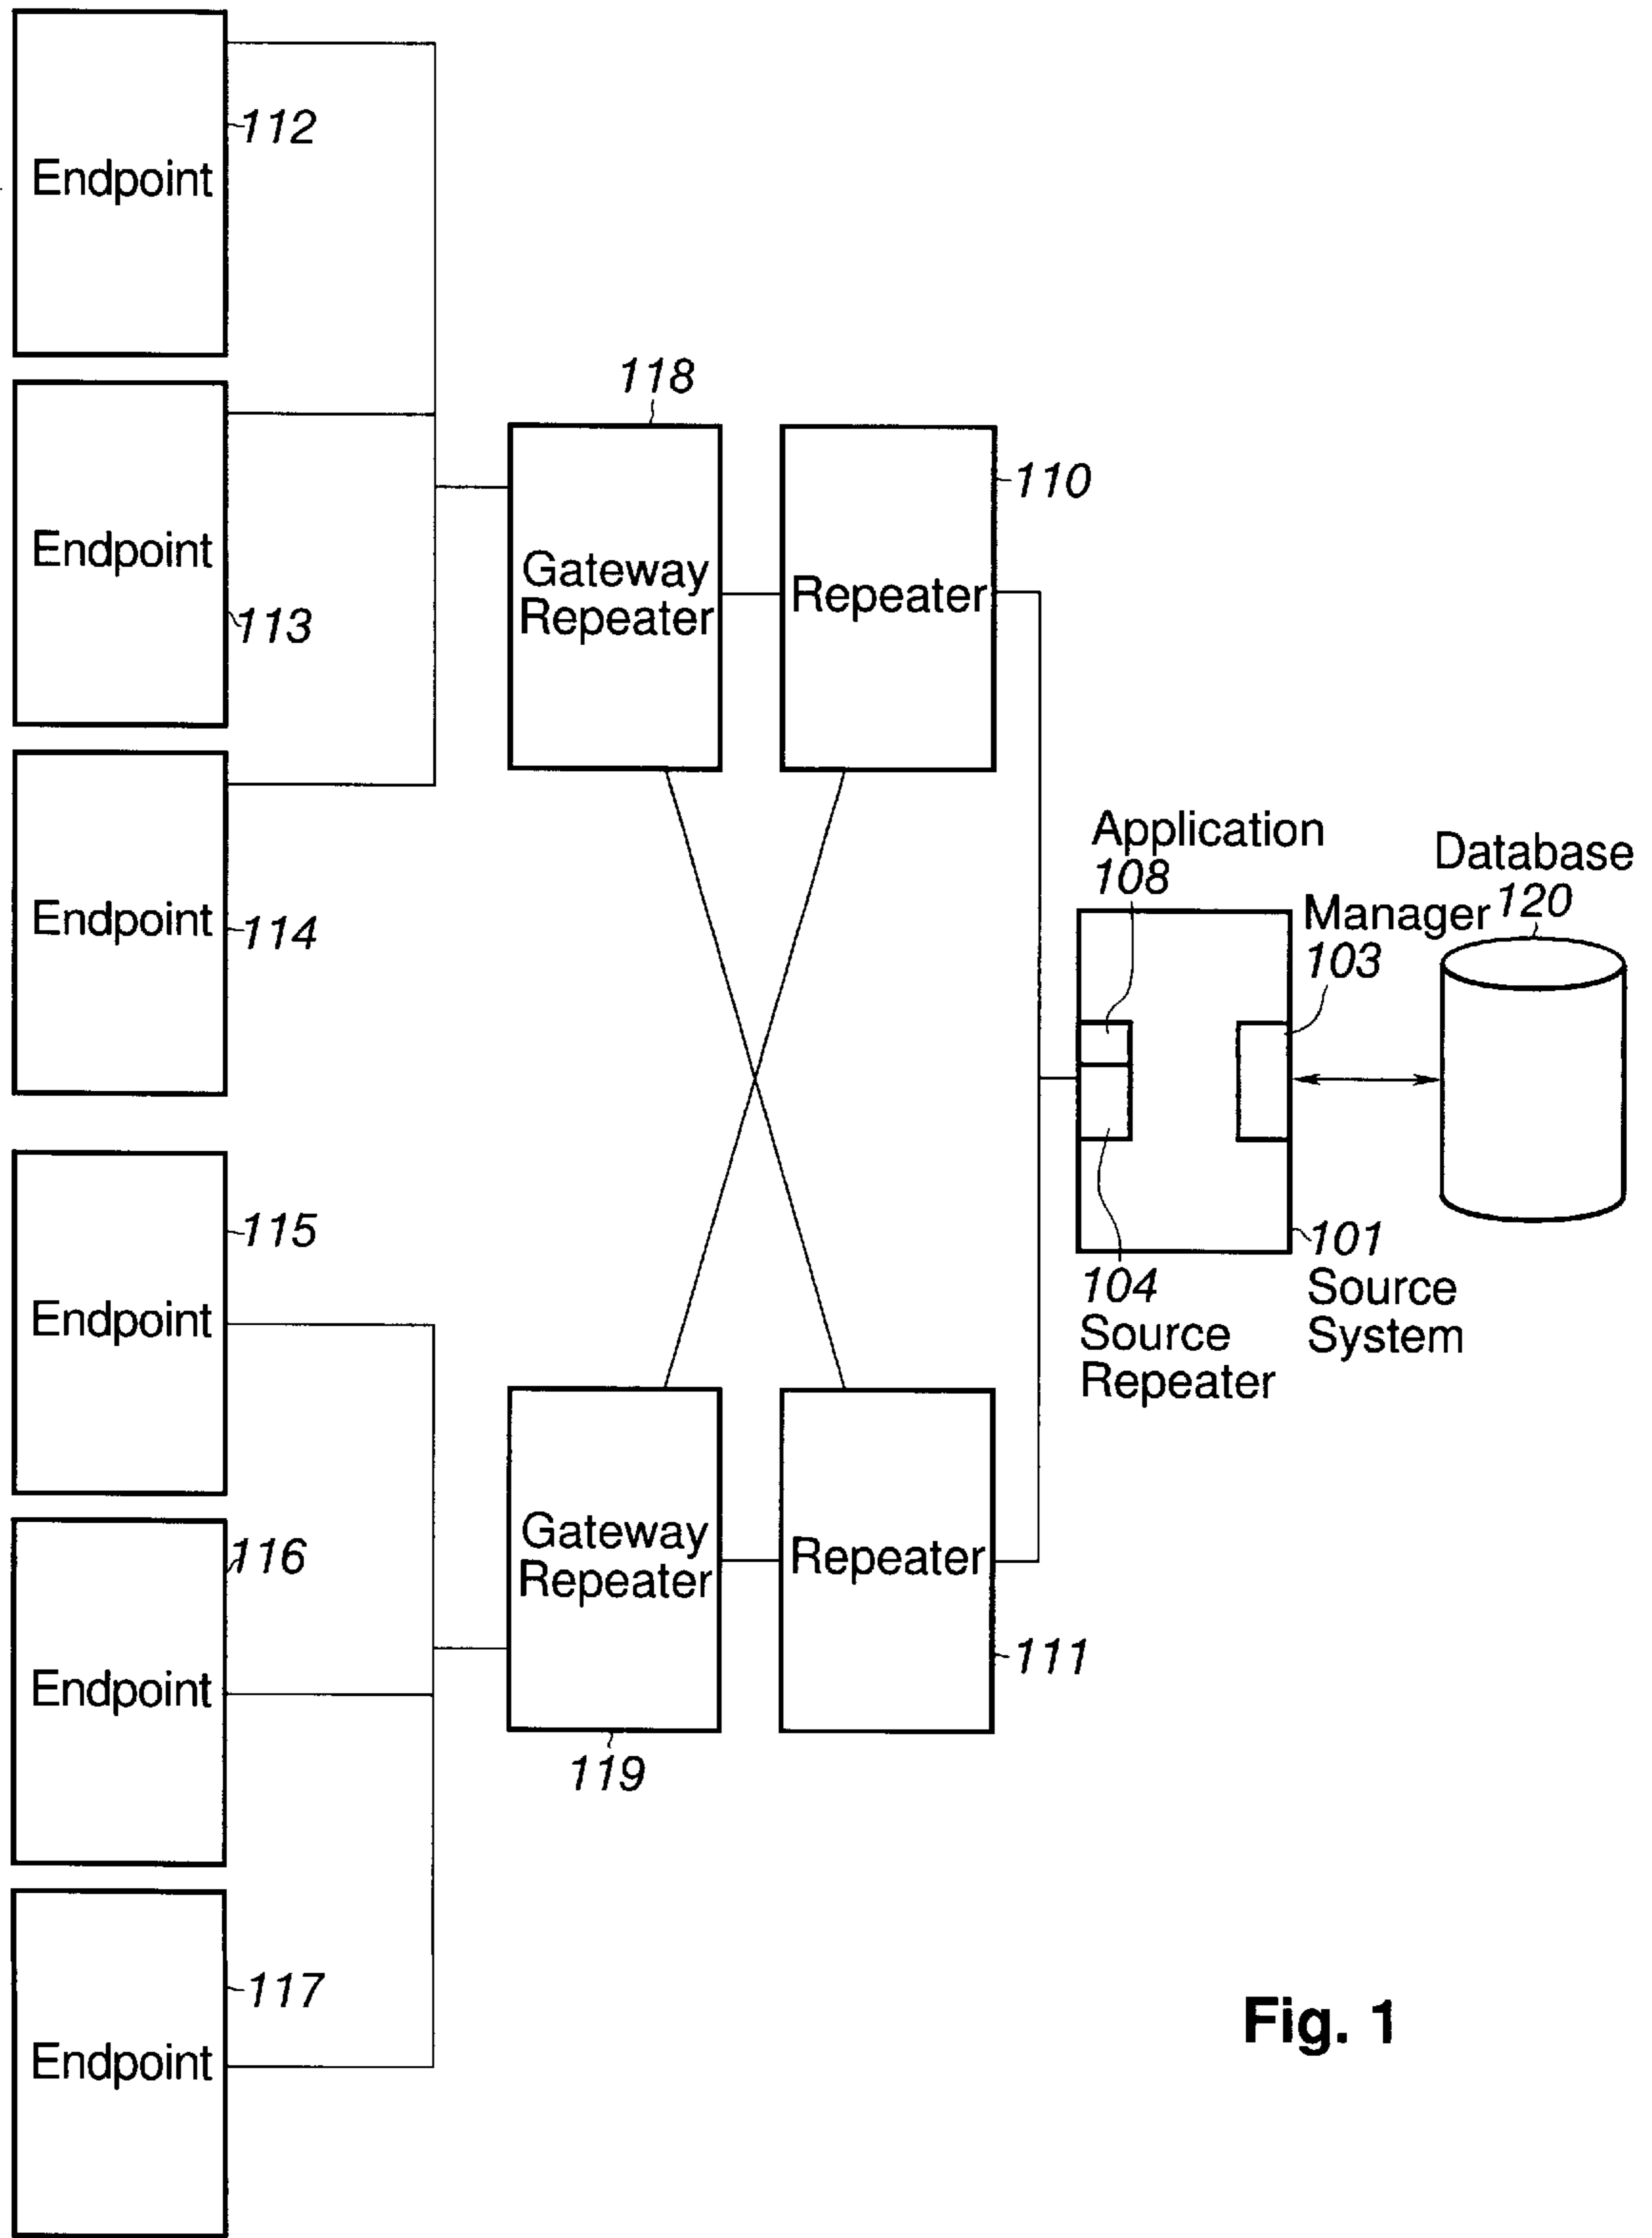 112
Endpoint
118
110
Endpoint
113
Gateway
Repeater
Repeater
Application
108
Database
120
Manager
103
Endpoint
114
115
Endpoint
101
Source
System
104
Source
Repeater
116
Gateway
Repeater
Repeater
Endpoint
111
119
117
Endpoint
Fig. 1